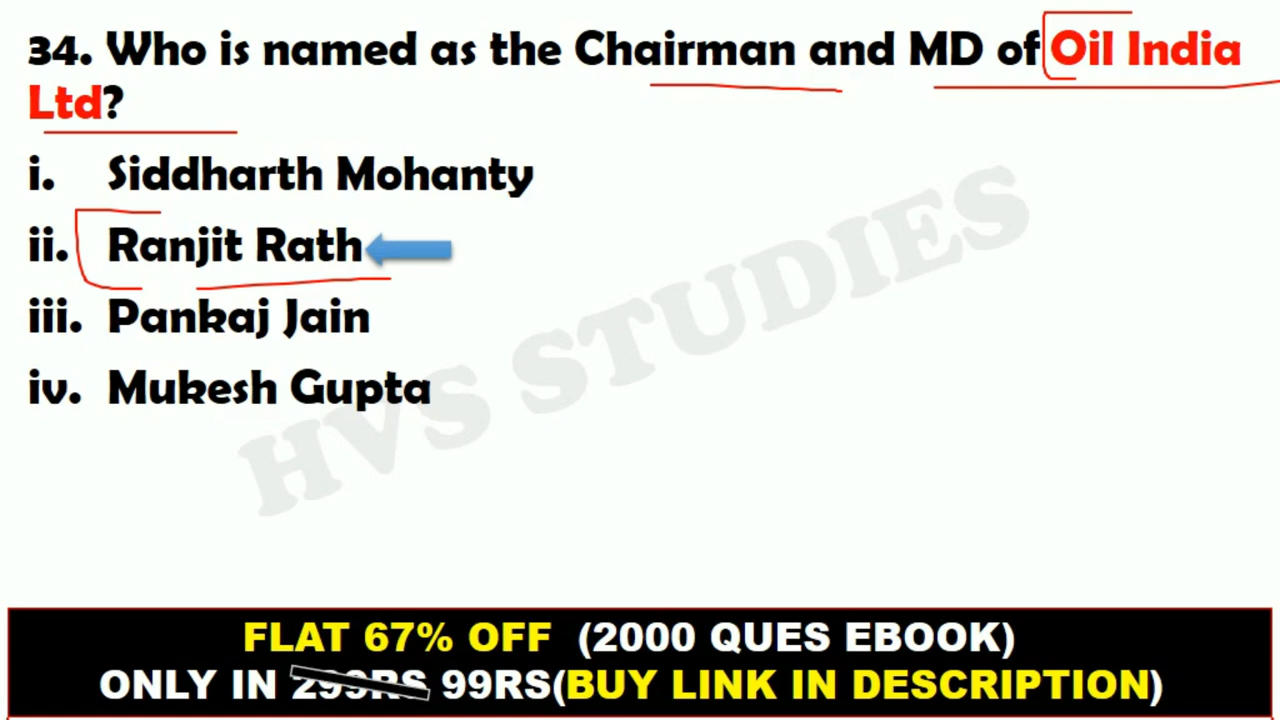 34. Who is named as the Chairman and MD of Oil India
Ltd?
i. Siddharth Mohanty
ii. Ranjit Rath
iii. Pankaj Jain
iv. Mukesh Gupta
HVS STUDIES
FLAT 67% OFF (2000 QUES EBOOK)
ONLY IN 299RS 99RS(BUY LINK IN DESCRIPTION)